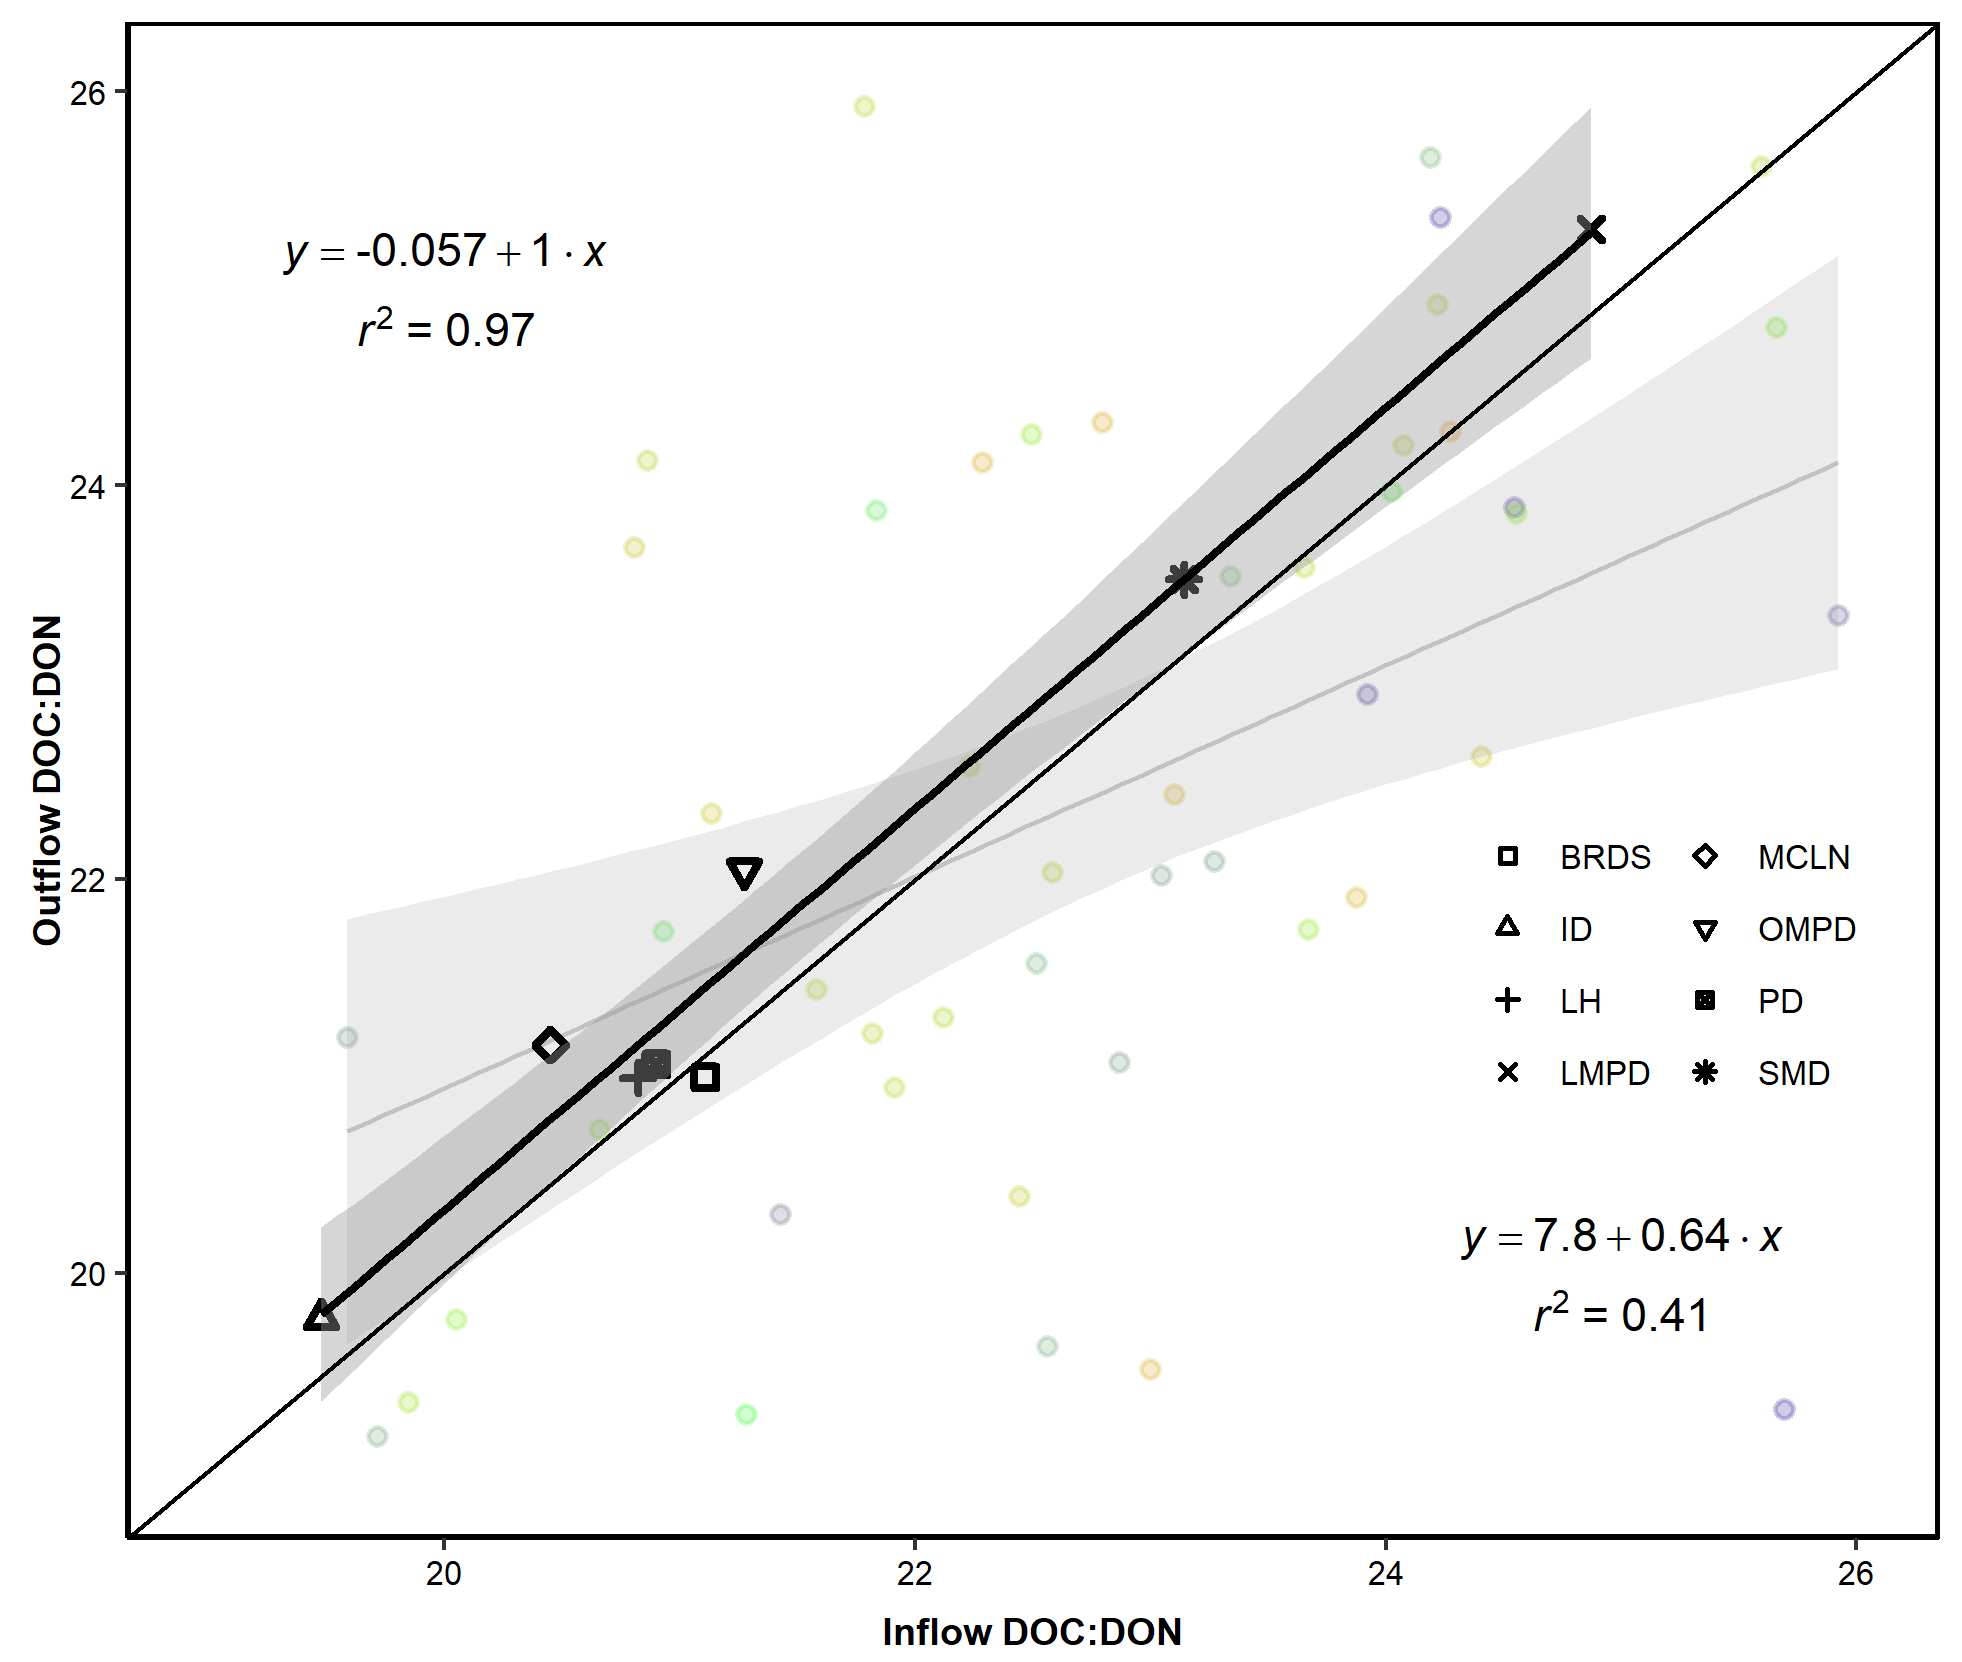 26
24
22
20
Outflow DOC:DON
y = -0.057 + 1 · x
r² = 0.97
BRDS MCLN
ID OMPD
LH PD
LMPD SMD
y = 7.8 + 0.64 · x
r² = 0.41
20 22 24 26
Inflow DOC:DON